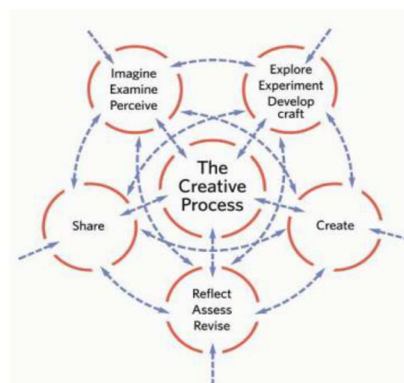 Imagine
Examine
Perceive
Explore
Experiment
Develop
craft
The
Creative
Process
Share
Create
Reflect
Assess
Revise